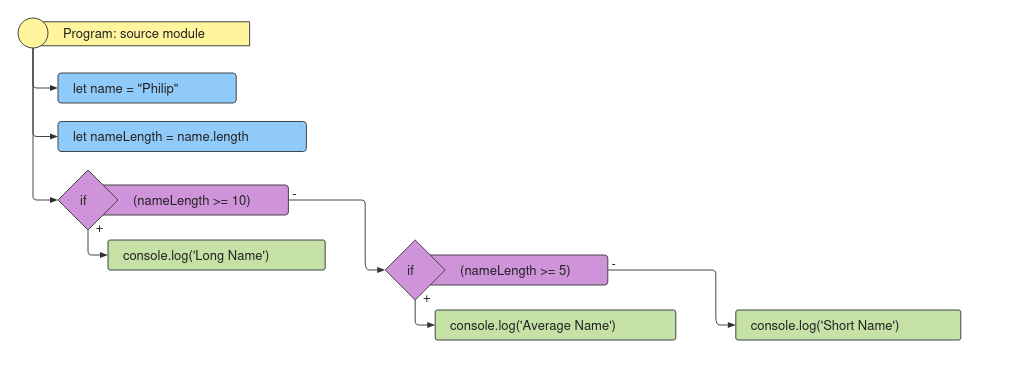 Program: source module
let name = "Philip"
let nameLength = name.length
if (nameLength >= 10) -
+
console.log('Long Name')
if (nameLength >= 5) -
+
console.log('Average Name')
console.log('Short Name')